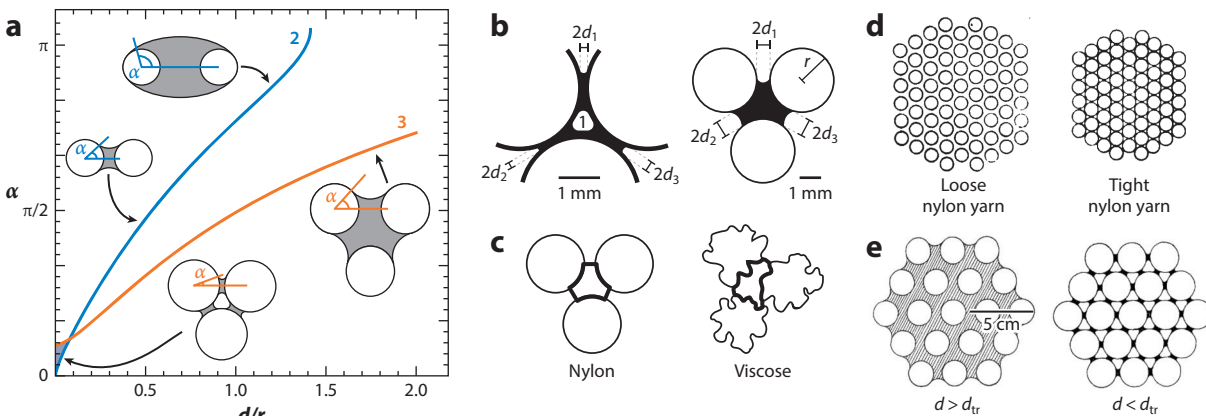 a
π
π/2
0
α
0.5
1.0
1.5
2.0
d/r
2
3
α
α
α
α
b
2d₁
2d₂
2d₃
1
1 mm
2d₁
r
2d₂
2d₃
1 mm
c
Nylon
Viscose
d
Loose
nylon yarn
Tight
nylon yarn
e
5 cm
d > dtr
d < dtr